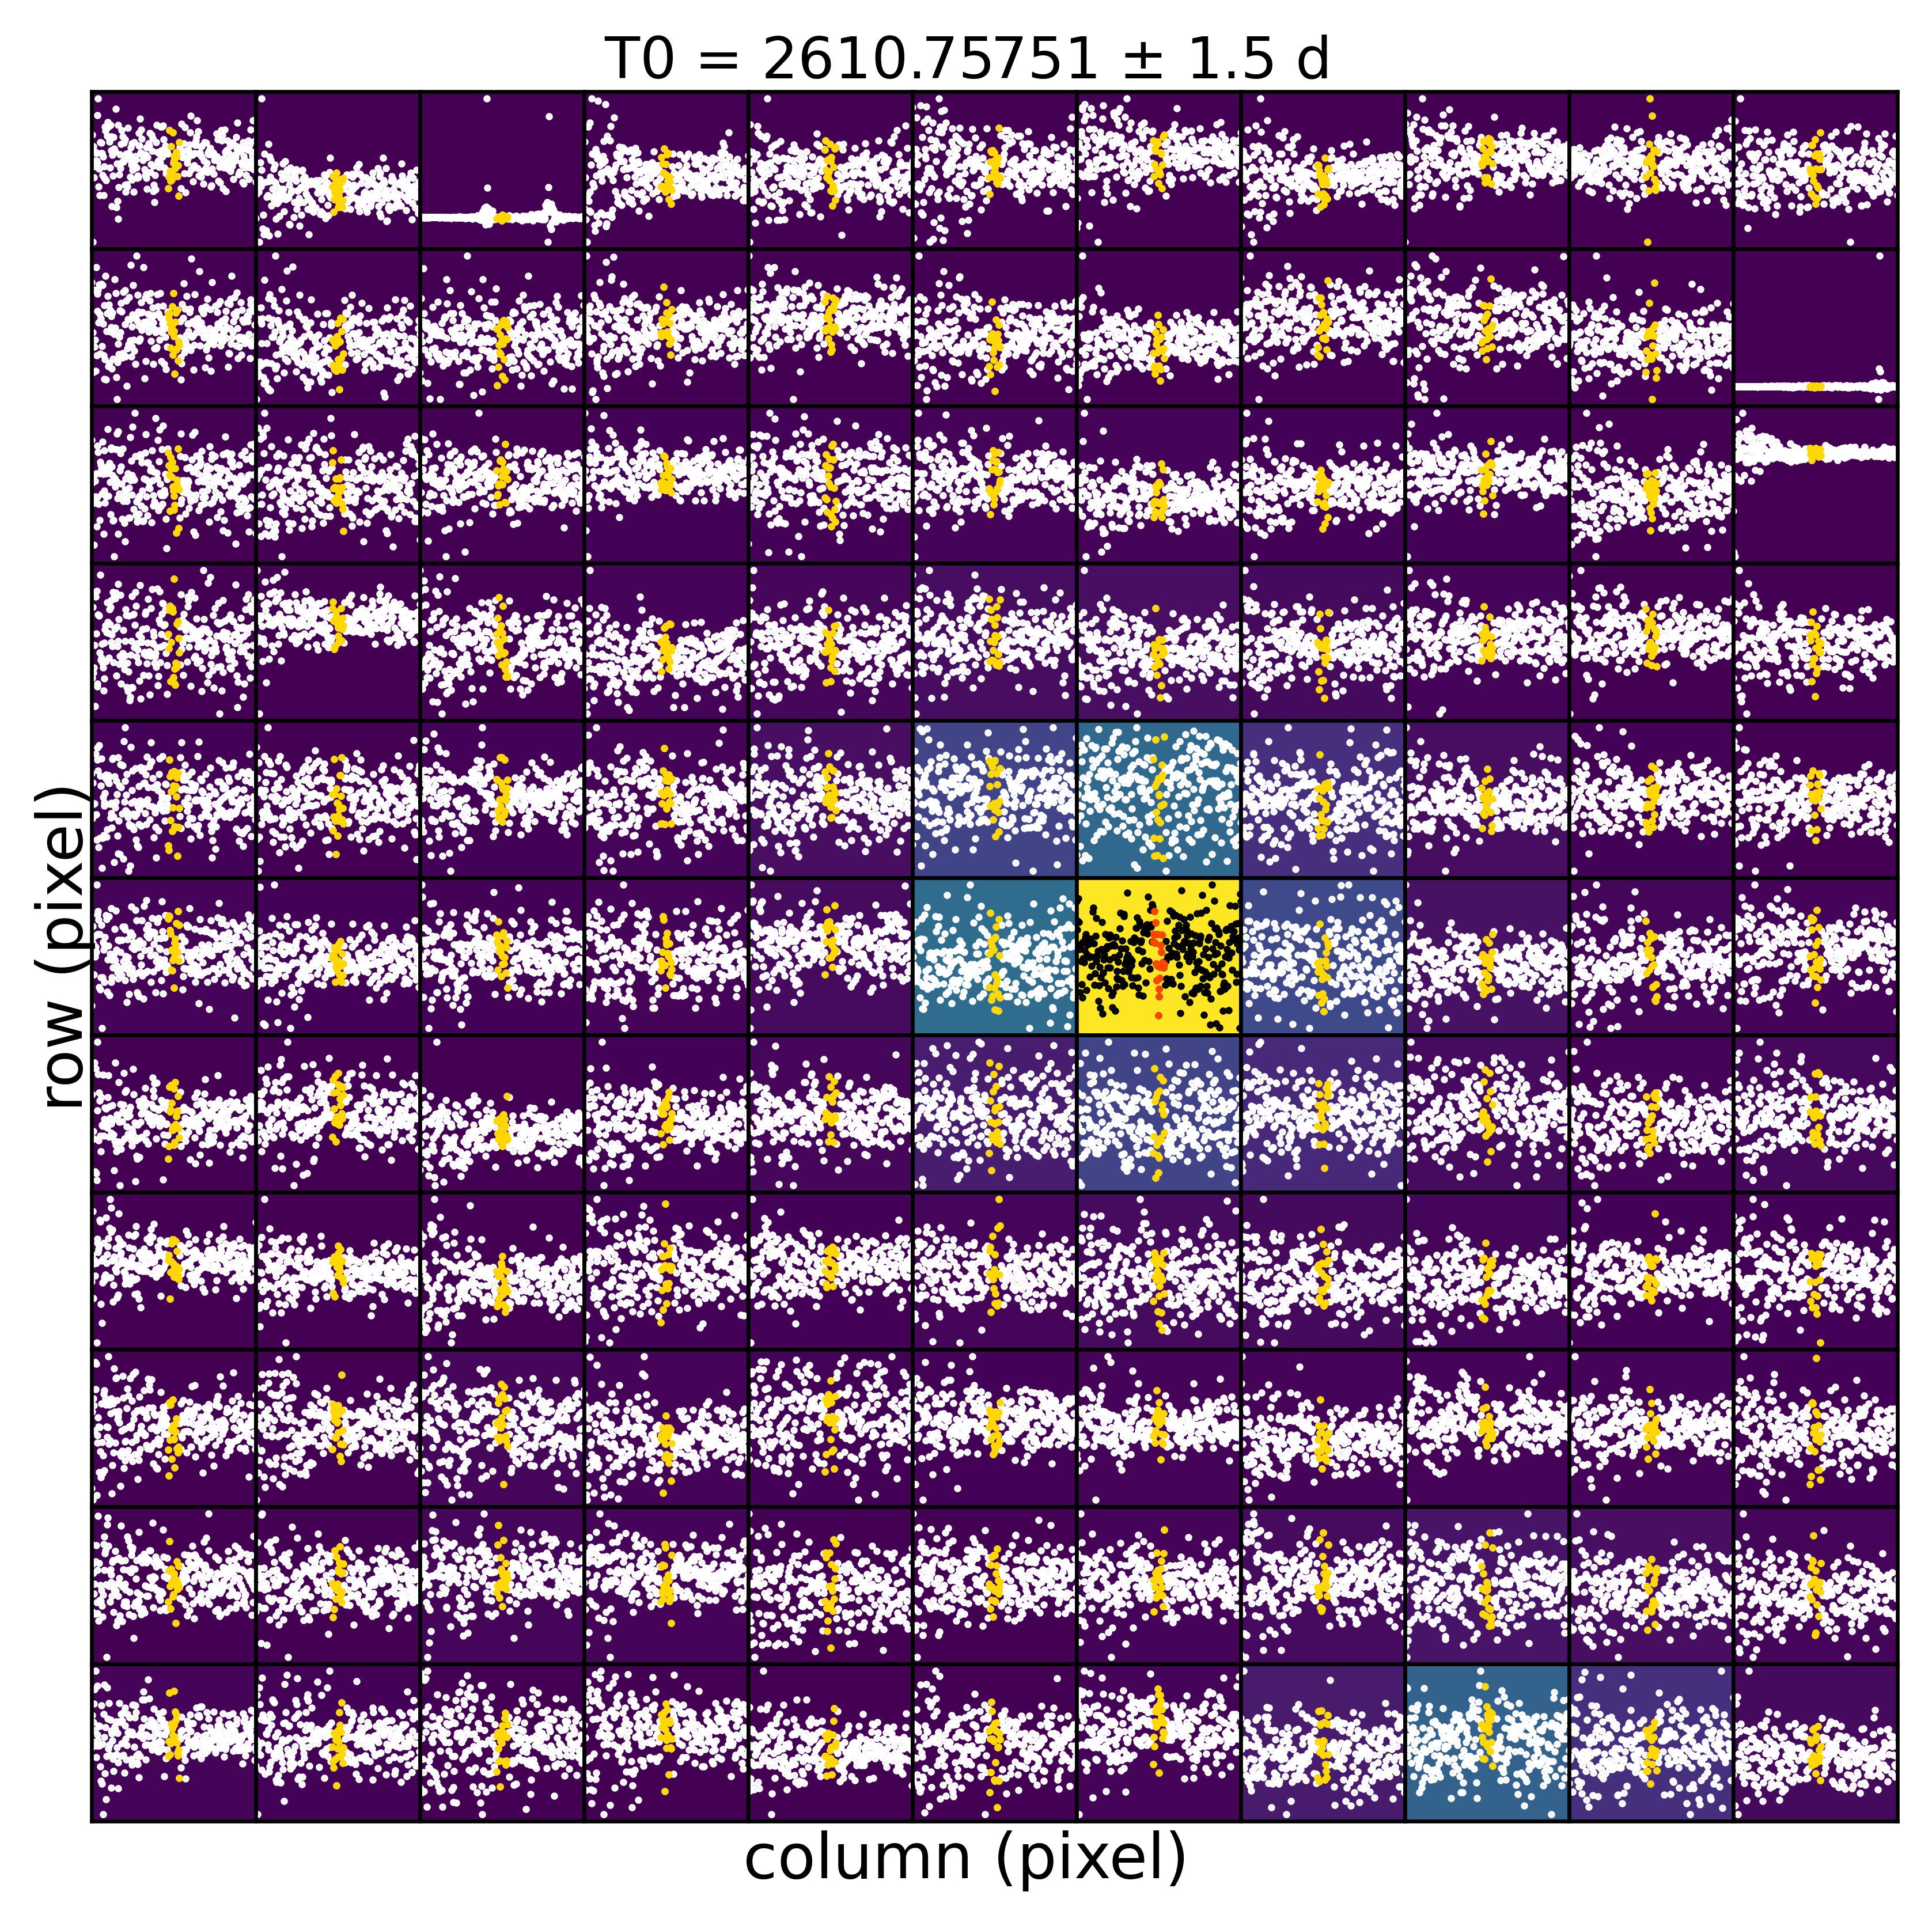 T0 = 2610.75751 ± 1.5 d
row (pixel)
column (pixel)